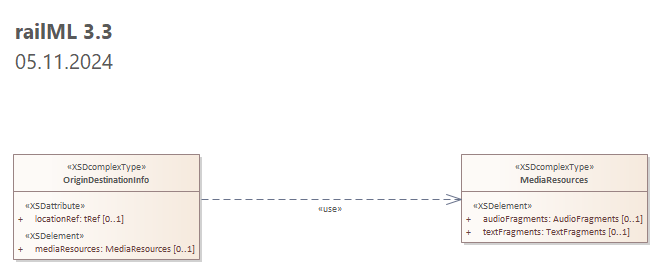 railML 3.3
05.11.2024
«XSDcomplexType»
OriginDestinationInfo
«XSDattribute»
+ locationRef: tRef [0..1]
«XSDelement»
+ mediaResources: MediaResources [0..1]
«use»
«XSDcomplexType»
MediaResources
«XSDelement»
+ audioFragments: AudioFragments [0..1]
+ textFragments: TextFragments [0..1]